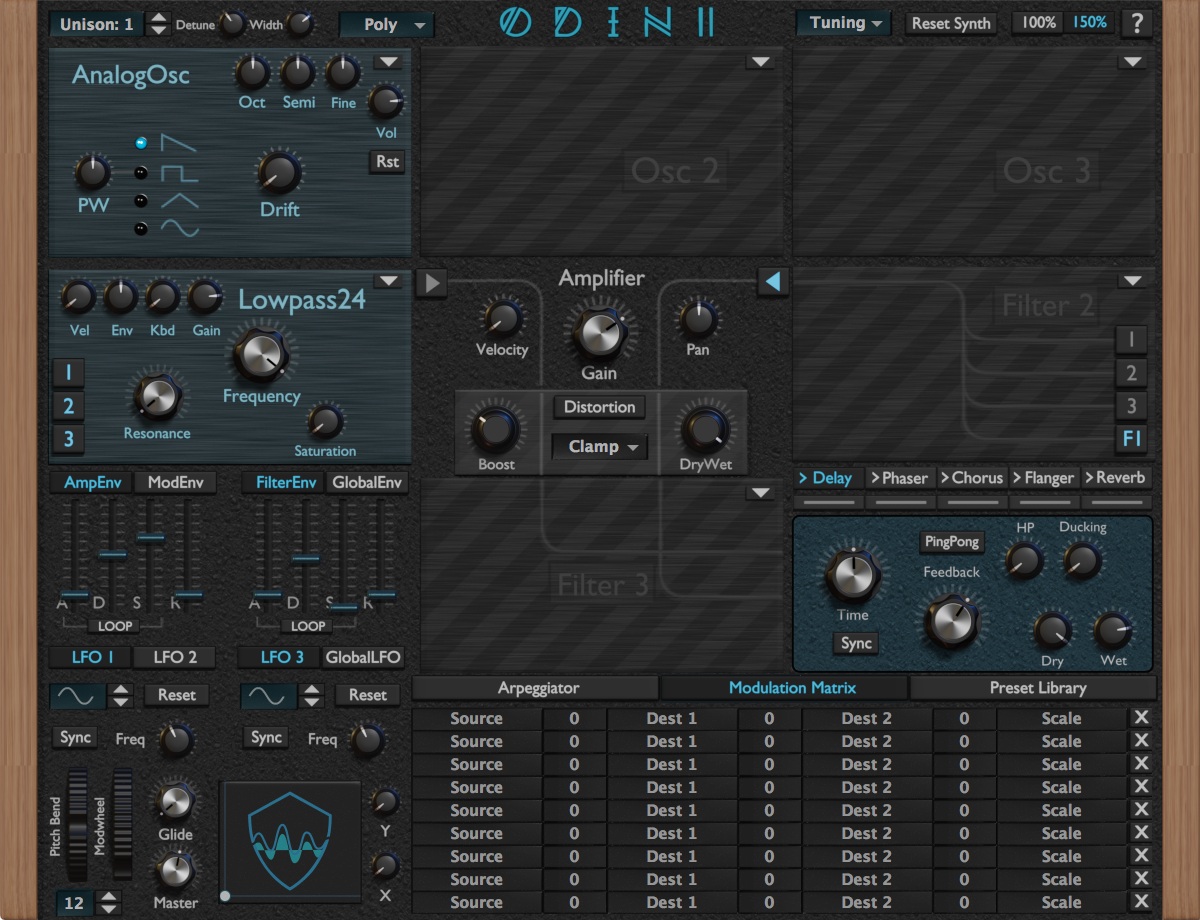 Unison: 1 Detune Width Poly ODIN II Tuning Reset Synth 100% 150% ?
AnalogOsc
Oct Semi Fine
Vol
Rst
PW
Drift
Osc 2
Osc 3
Lowpass24
Vel Env Kbd Gain
Frequency
1
2
3
Resonance
Saturation
Amplifier
Velocity
Gain
Pan
Distortion
Clamp
Boost
DryWet
Filter 2
1
2
3
F1
AmpEnv ModEnv FilterEnv GlobalEnv
A D S R A D S R
LOOP LOOP
Filter 3
> Delay > Phaser > Chorus > Flanger > Reverb
HP Ducking
PingPong
Feedback
Time
Sync
Dry Wet
LFO 1 LFO 2 LFO 3 GlobalLFO
Reset Reset
Sync Freq Sync Freq
Pitch Bend
Modwheel
Glide
Master
12
Y
X
Arpeggiator Modulation Matrix Preset Library
Source 0 Dest 1 0 Dest 2 0 Scale X
Source 0 Dest 1 0 Dest 2 0 Scale X
Source 0 Dest 1 0 Dest 2 0 Scale X
Source 0 Dest 1 0 Dest 2 0 Scale X
Source 0 Dest 1 0 Dest 2 0 Scale X
Source 0 Dest 1 0 Dest 2 0 Scale X
Source 0 Dest 1 0 Dest 2 0 Scale X
Source 0 Dest 1 0 Dest 2 0 Scale X
Source 0 Dest 1 0 Dest 2 0 Scale X